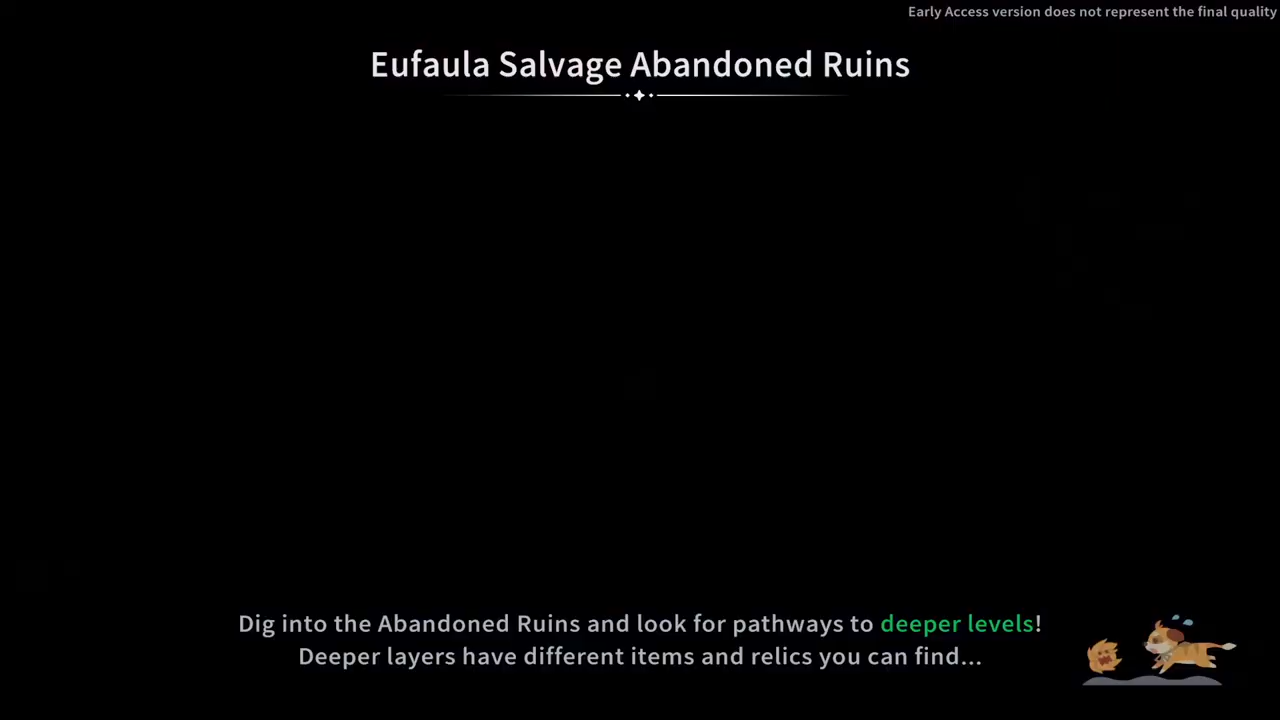 Early Access version does not represent the final quality
Eufaula Salvage Abandoned Ruins
Dig into the Abandoned Ruins and look for pathways to deeper levels!
Deeper layers have different items and relics you can find...